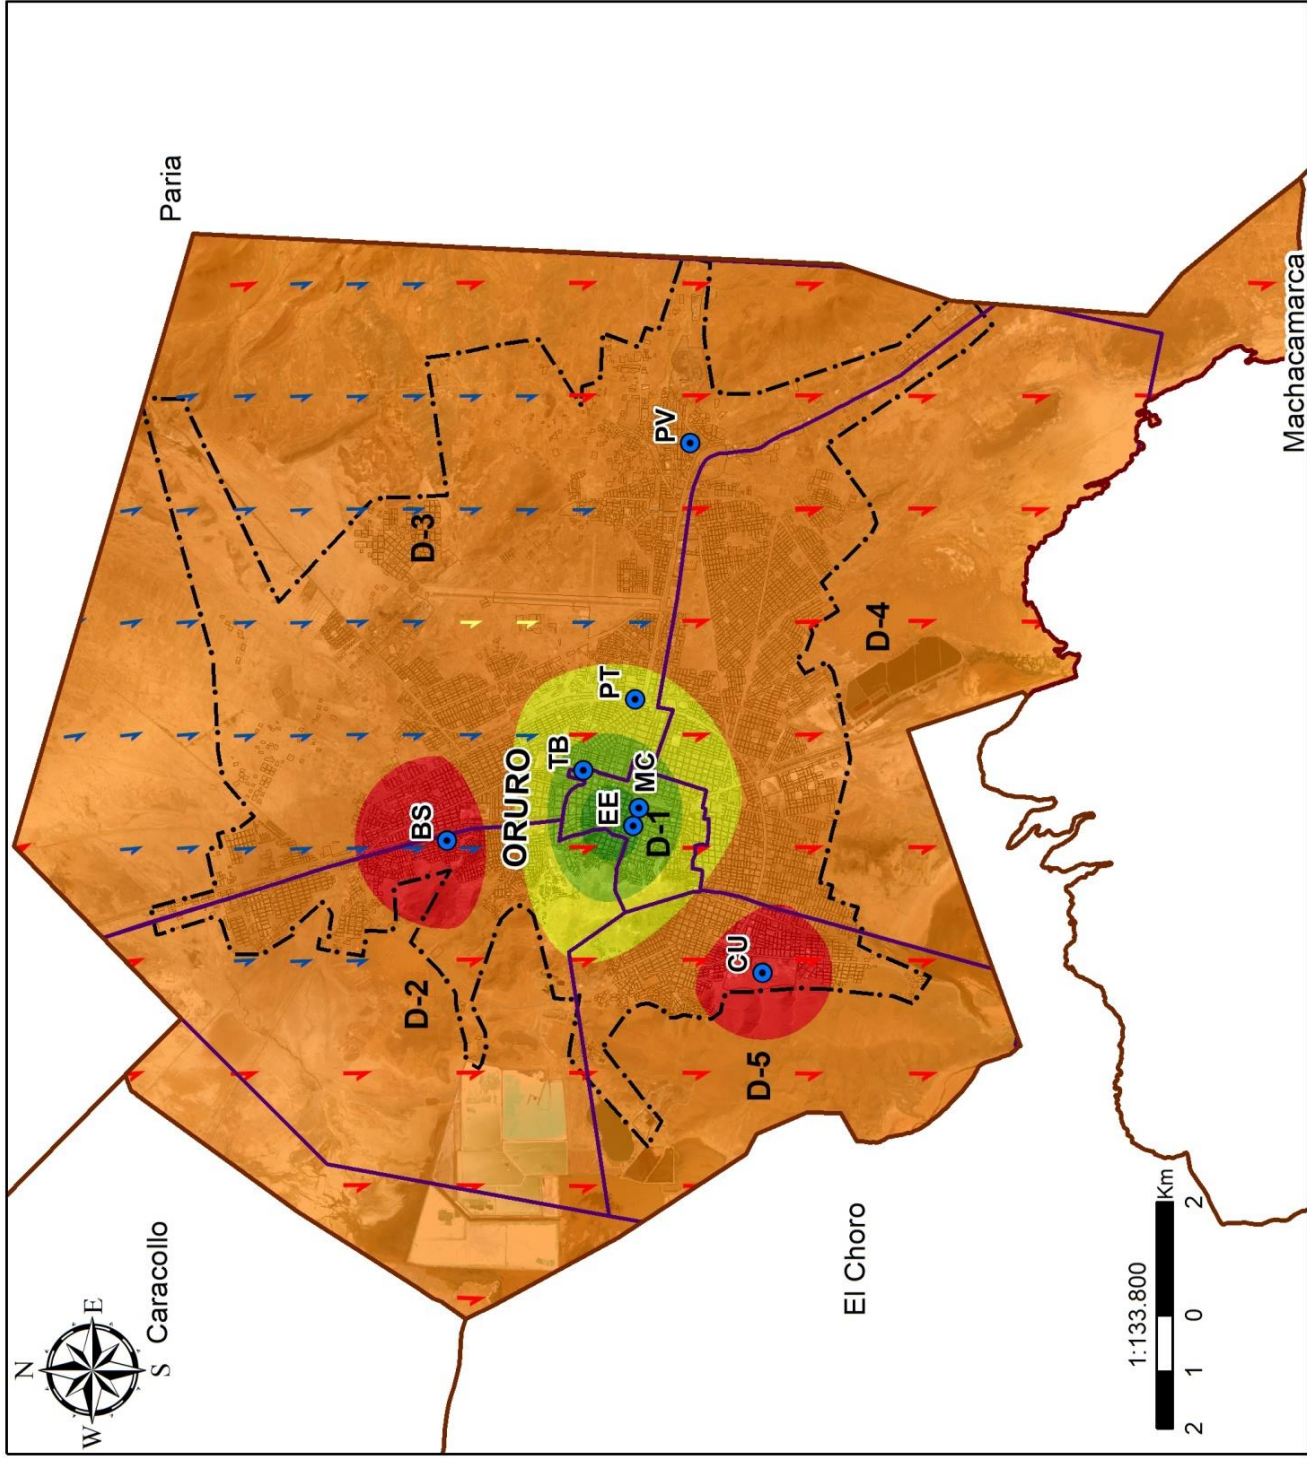 N
W
E
S
Caracollo
Paria
D-3
PV
BS
ORURO
TB
PT
EE
MC
D-1
D-2
D-4
CU
D-5
El Choro
Machacamarca
1:133.800
2 1 0 2
Km